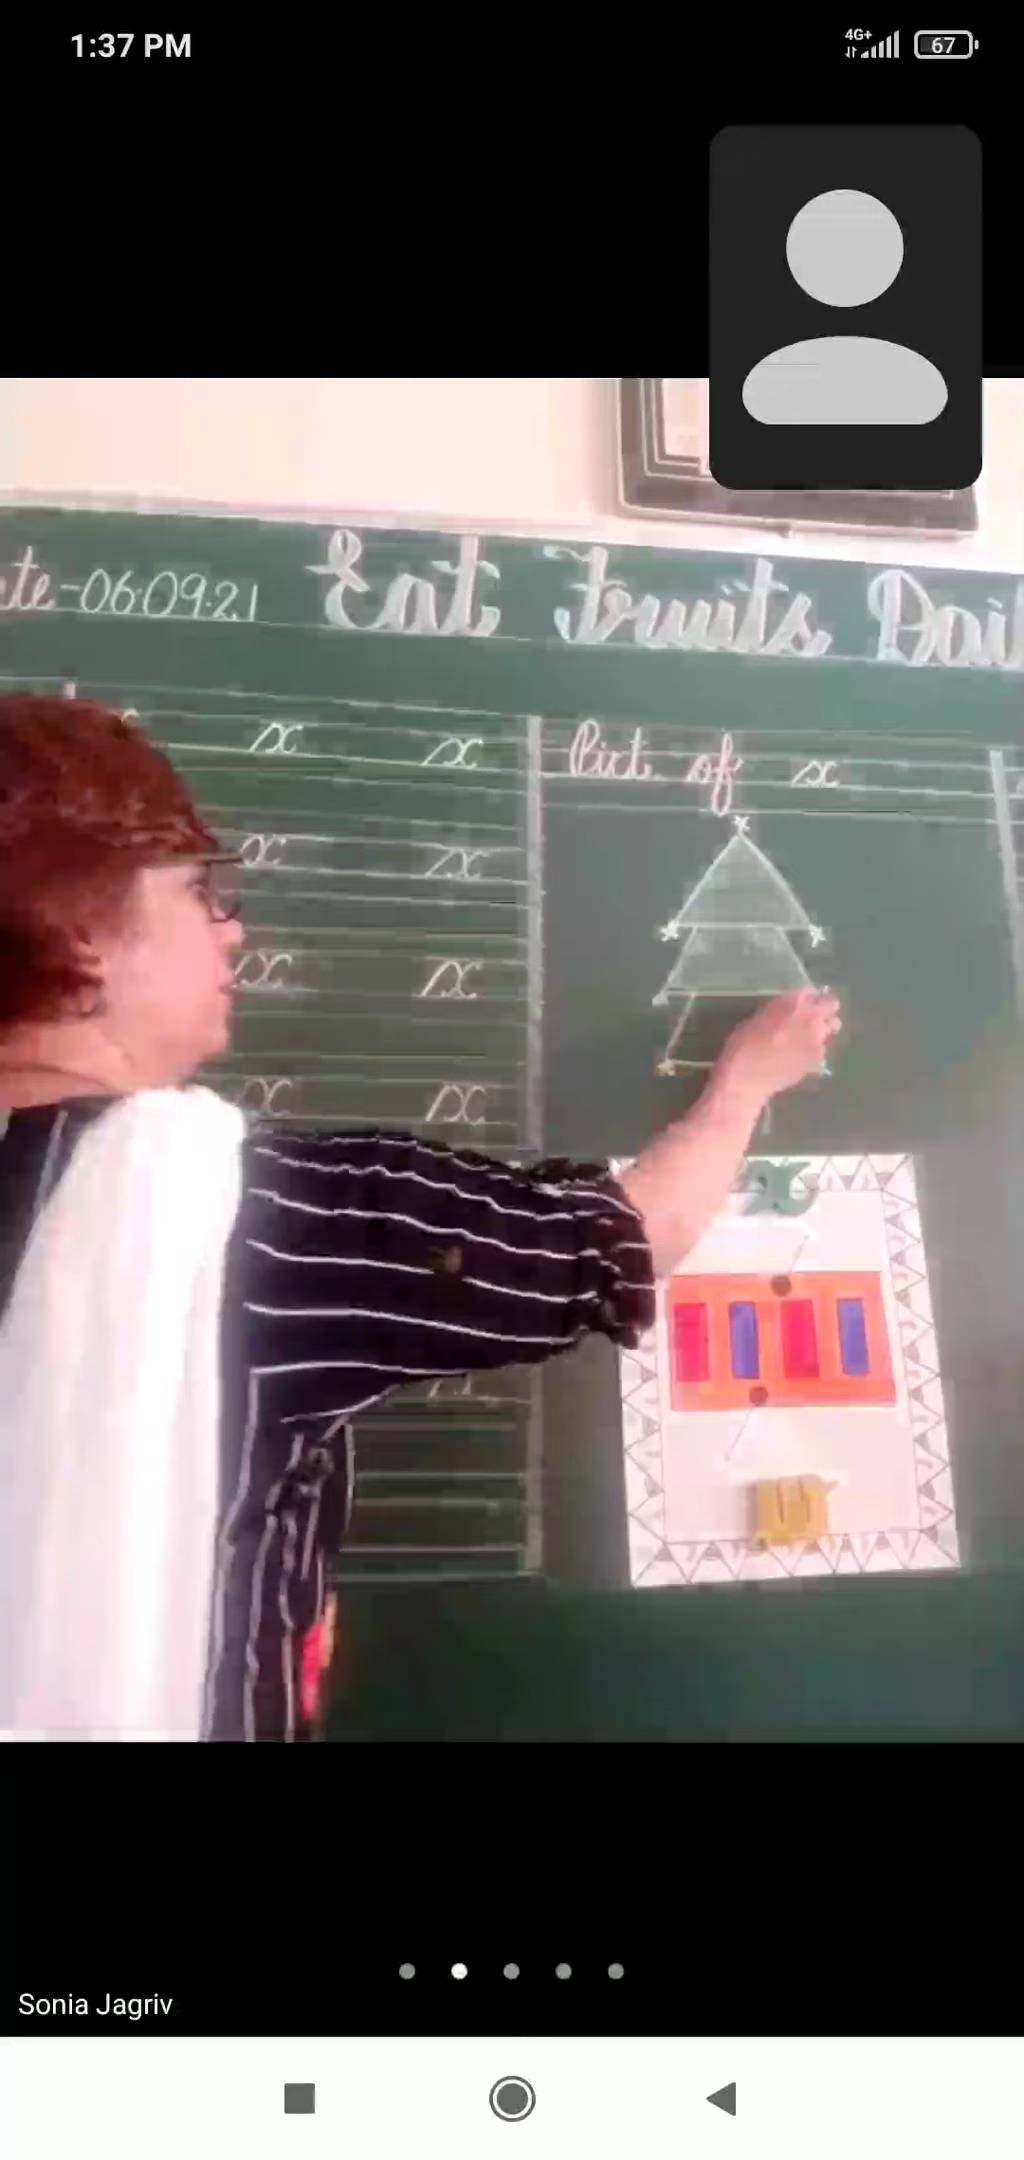 1:37 PM 4G+ 67
te-06.09.21 Eat Fruits Dai
x x Pict. of x
x x
x x
x x
x
Sonia Jagriv